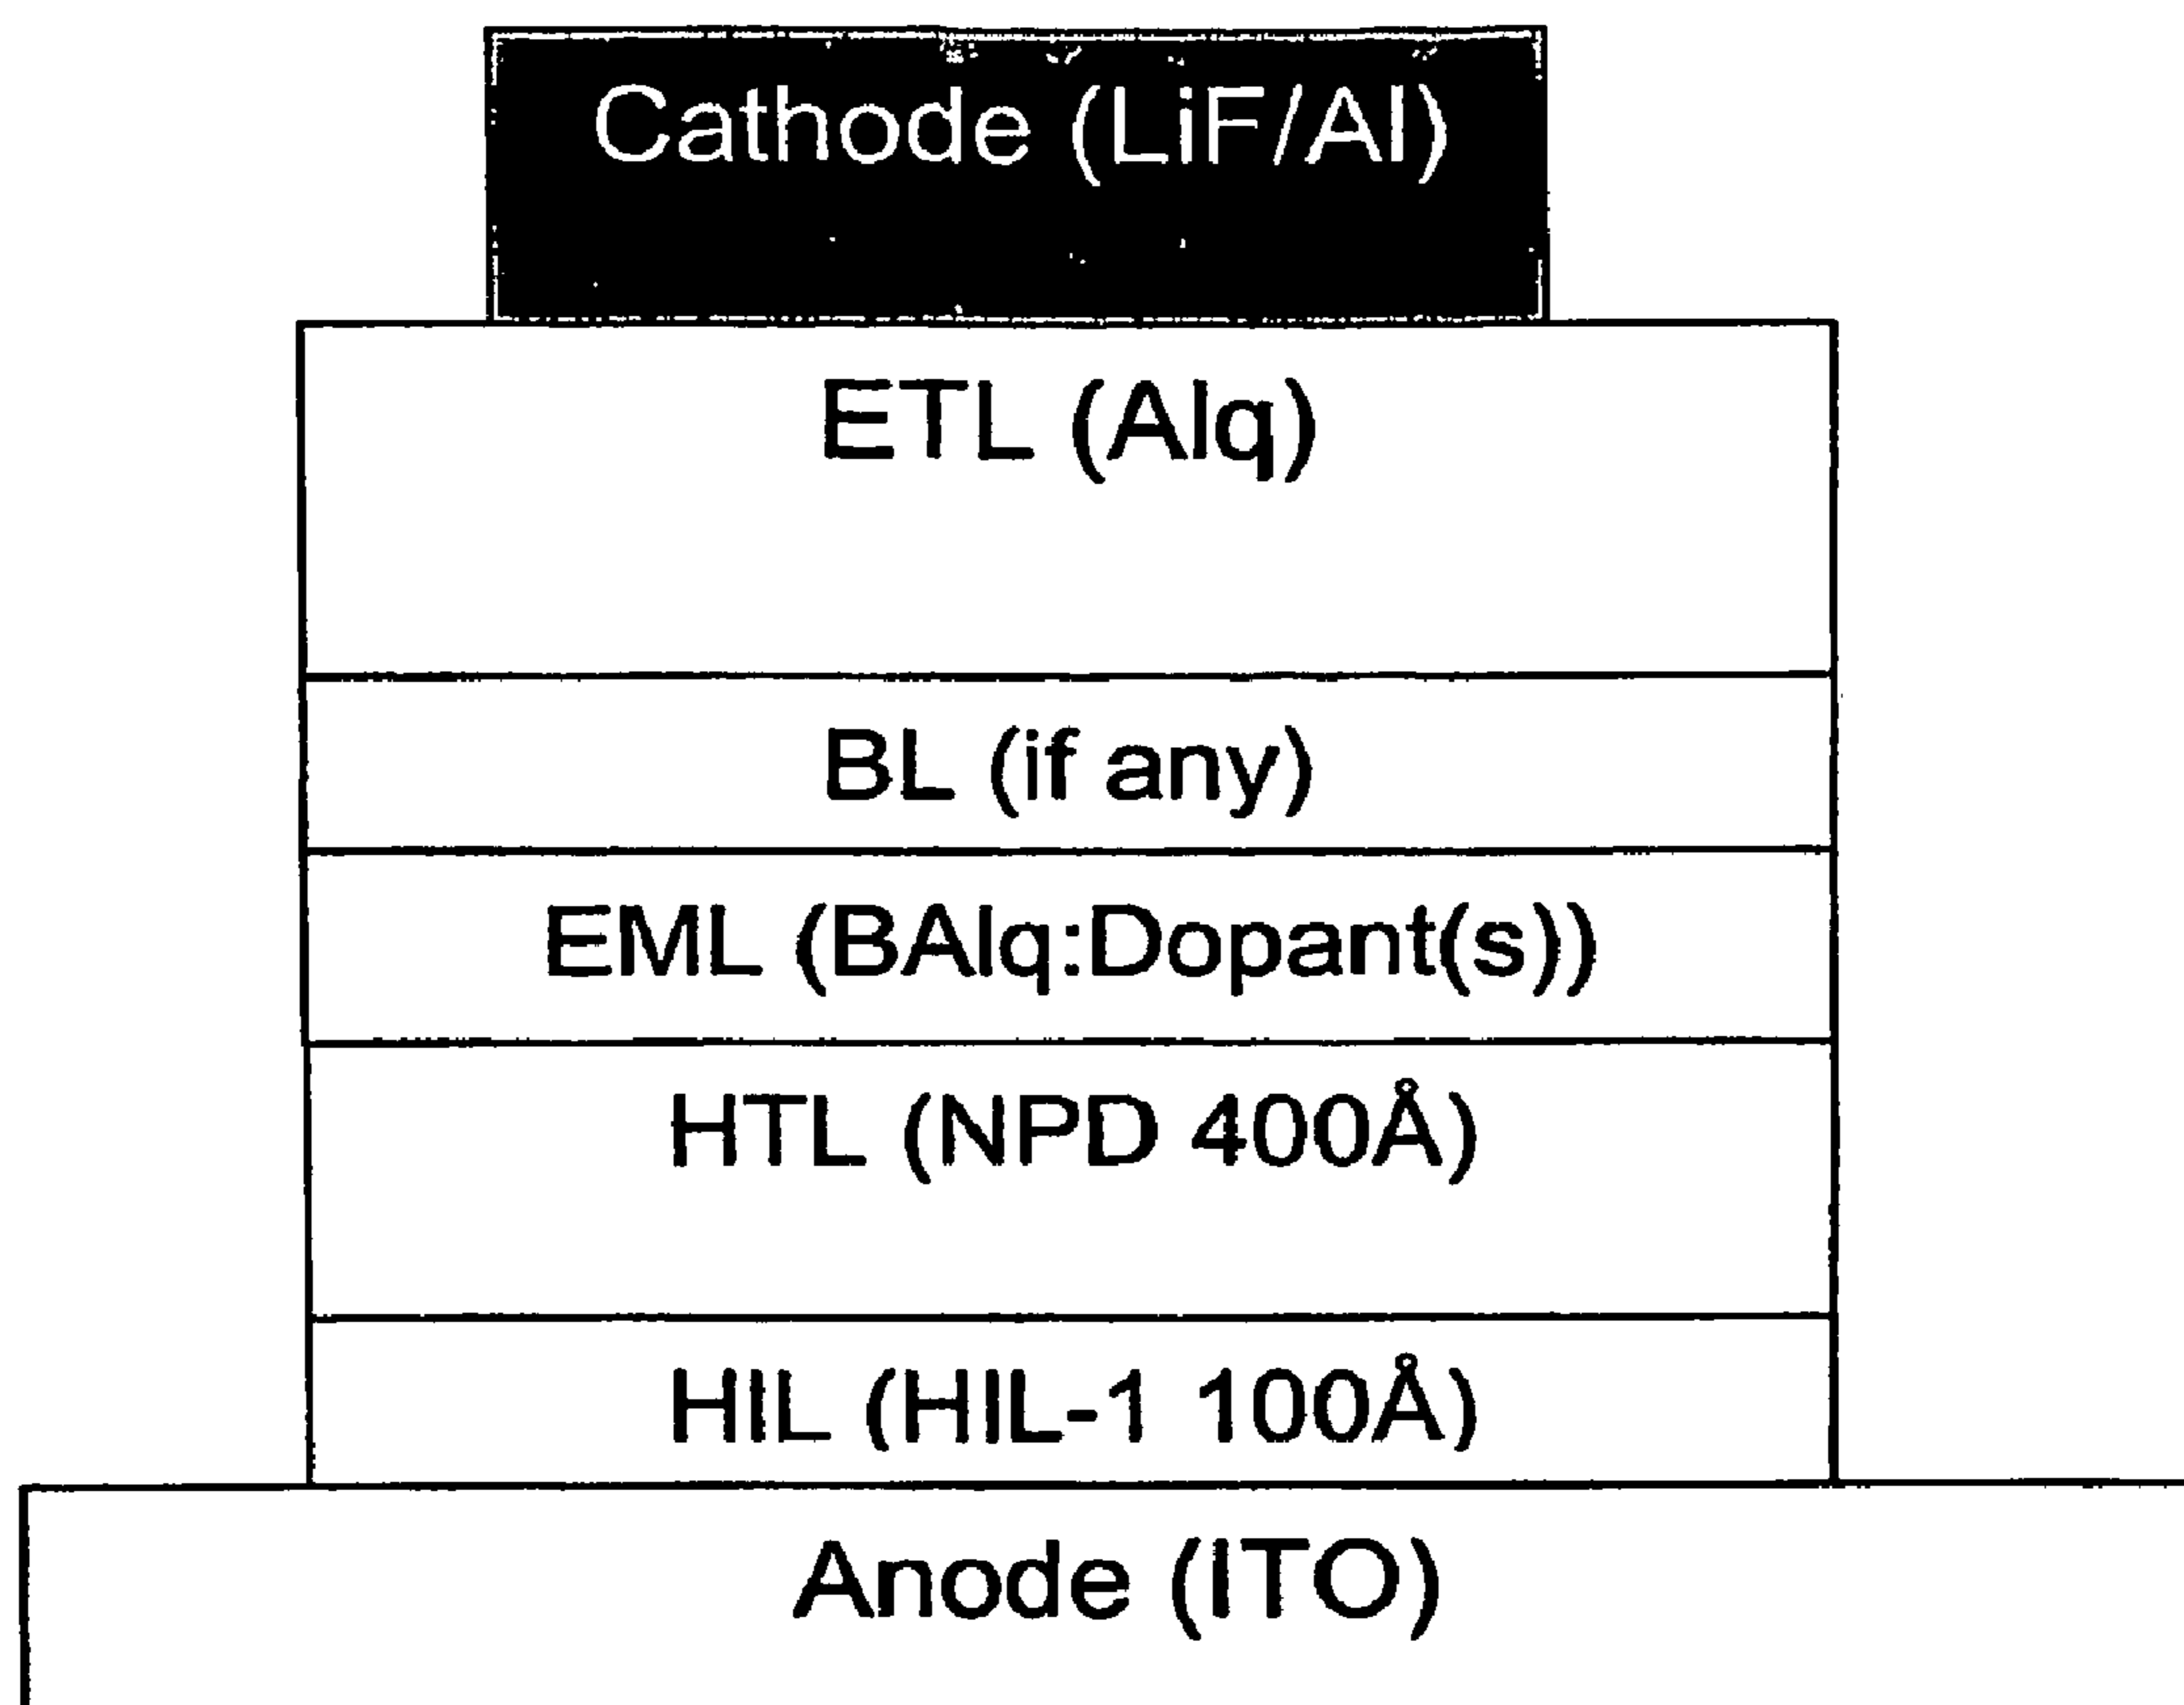 Cathode (LiF/Al)
ETL (Alq)
BL (if any)
EML (BAlq:Dopant(s))
HTL (NPD 400Å)
HIL (HIL-1 100Å)
Anode (ITO)